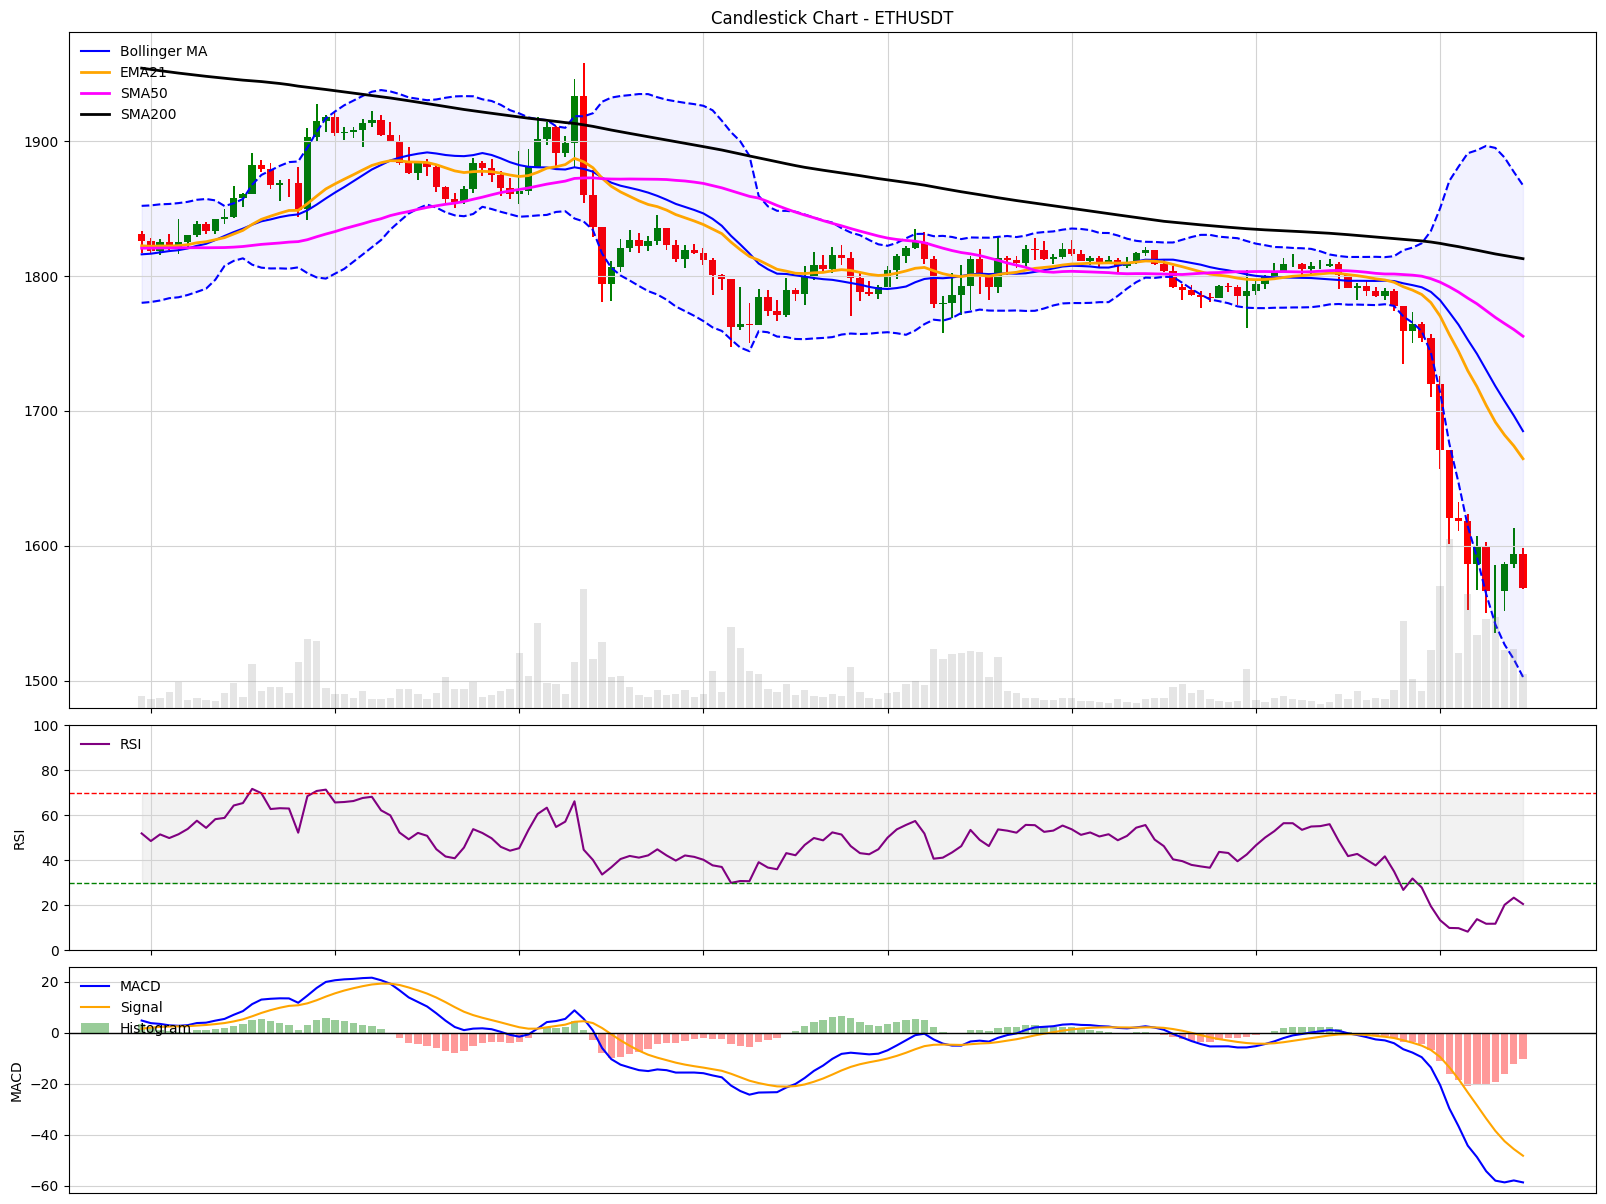 Candlestick Chart - ETHUSDT
Bollinger MA
EMA21
SMA50
SMA200
1900
1800
1700
1600
1500
100
80
60
40
20
0
RSI
RSI
20
0
−20
−40
−60
MACD
MACD
Signal
Histogram